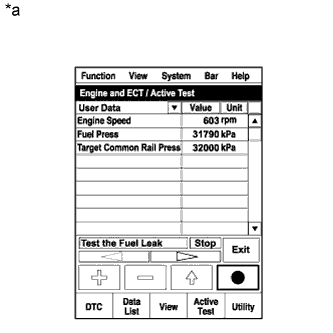 *a
Function View System Bar Help
Engine and ECT / Active Test
User Data ▼ Value Unit
Engine Speed 603 rpm
Fuel Press 31790 kPa
Target Common Rail Press 32000 kPa
Test the Fuel Leak Stop
Exit
DTC Data List View Active Test Utility